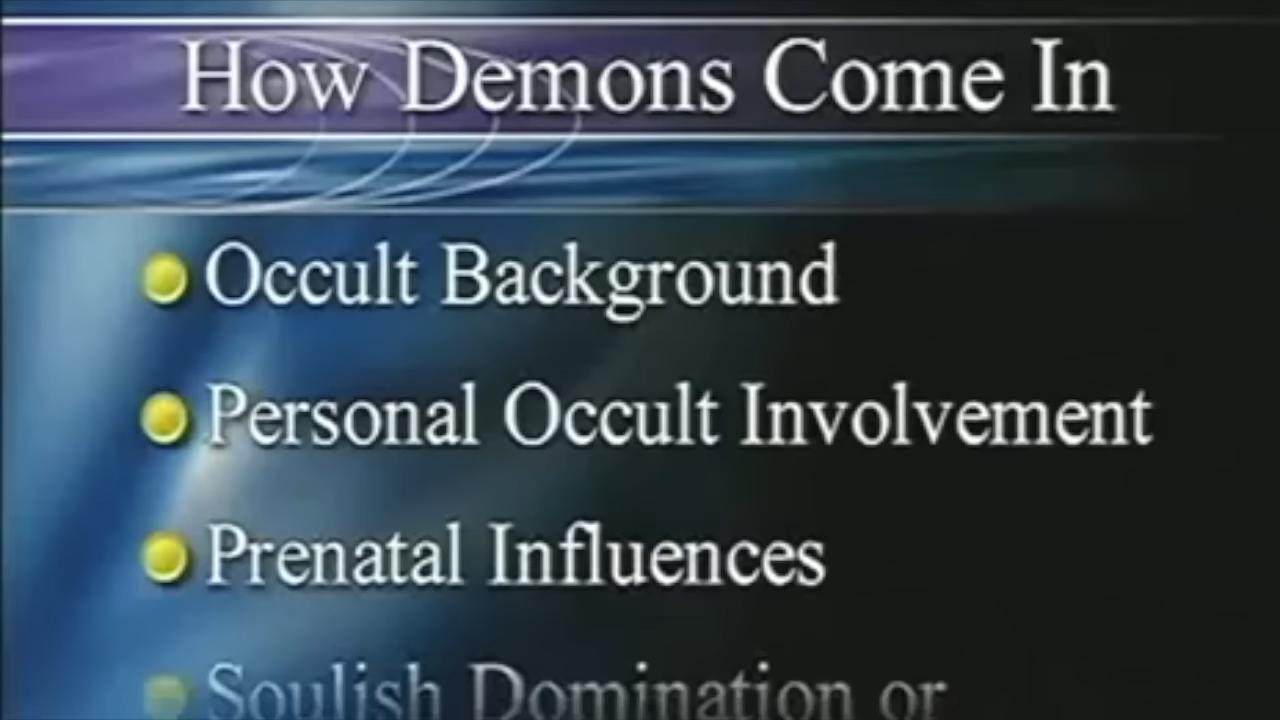 How Demons Come In
Occult Background
Personal Occult Involvement
Prenatal Influences
Soulish Domination or